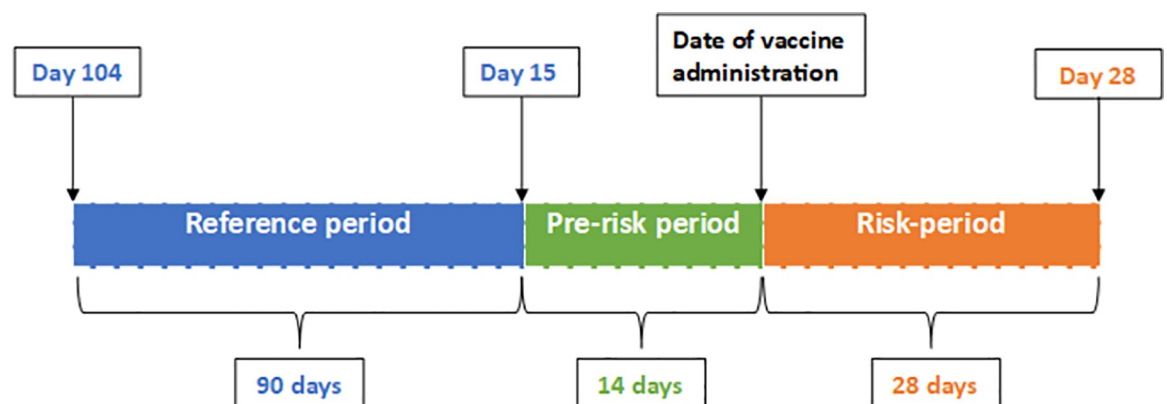 Day 104
Day 15
Date of vaccine
administration
Day 28
Reference period
Pre-risk period
Risk-period
90 days
14 days
28 days